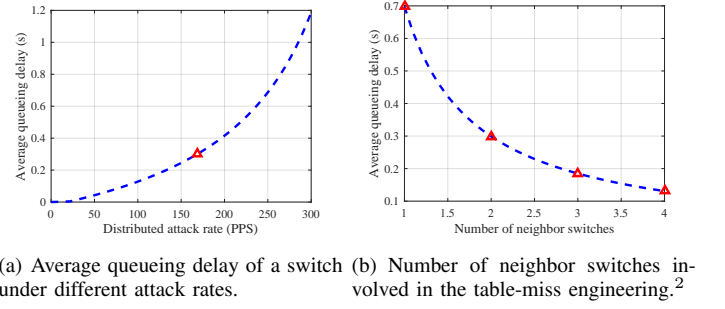 1.2
1
0.8
0.6
0.4
0.2
0
Average queueing delay (s)
0 50 100 150 200 250 300
Distributed attack rate (PPS)
0.7
0.6
0.5
0.4
0.3
0.2
0.1
Average queueing delay (s)
1 1.5 2 2.5 3 3.5 4
Number of neighbor switches
(a) Average queueing delay of a switch
under different attack rates.
(b) Number of neighbor switches in-
volved in the table-miss engineering.²